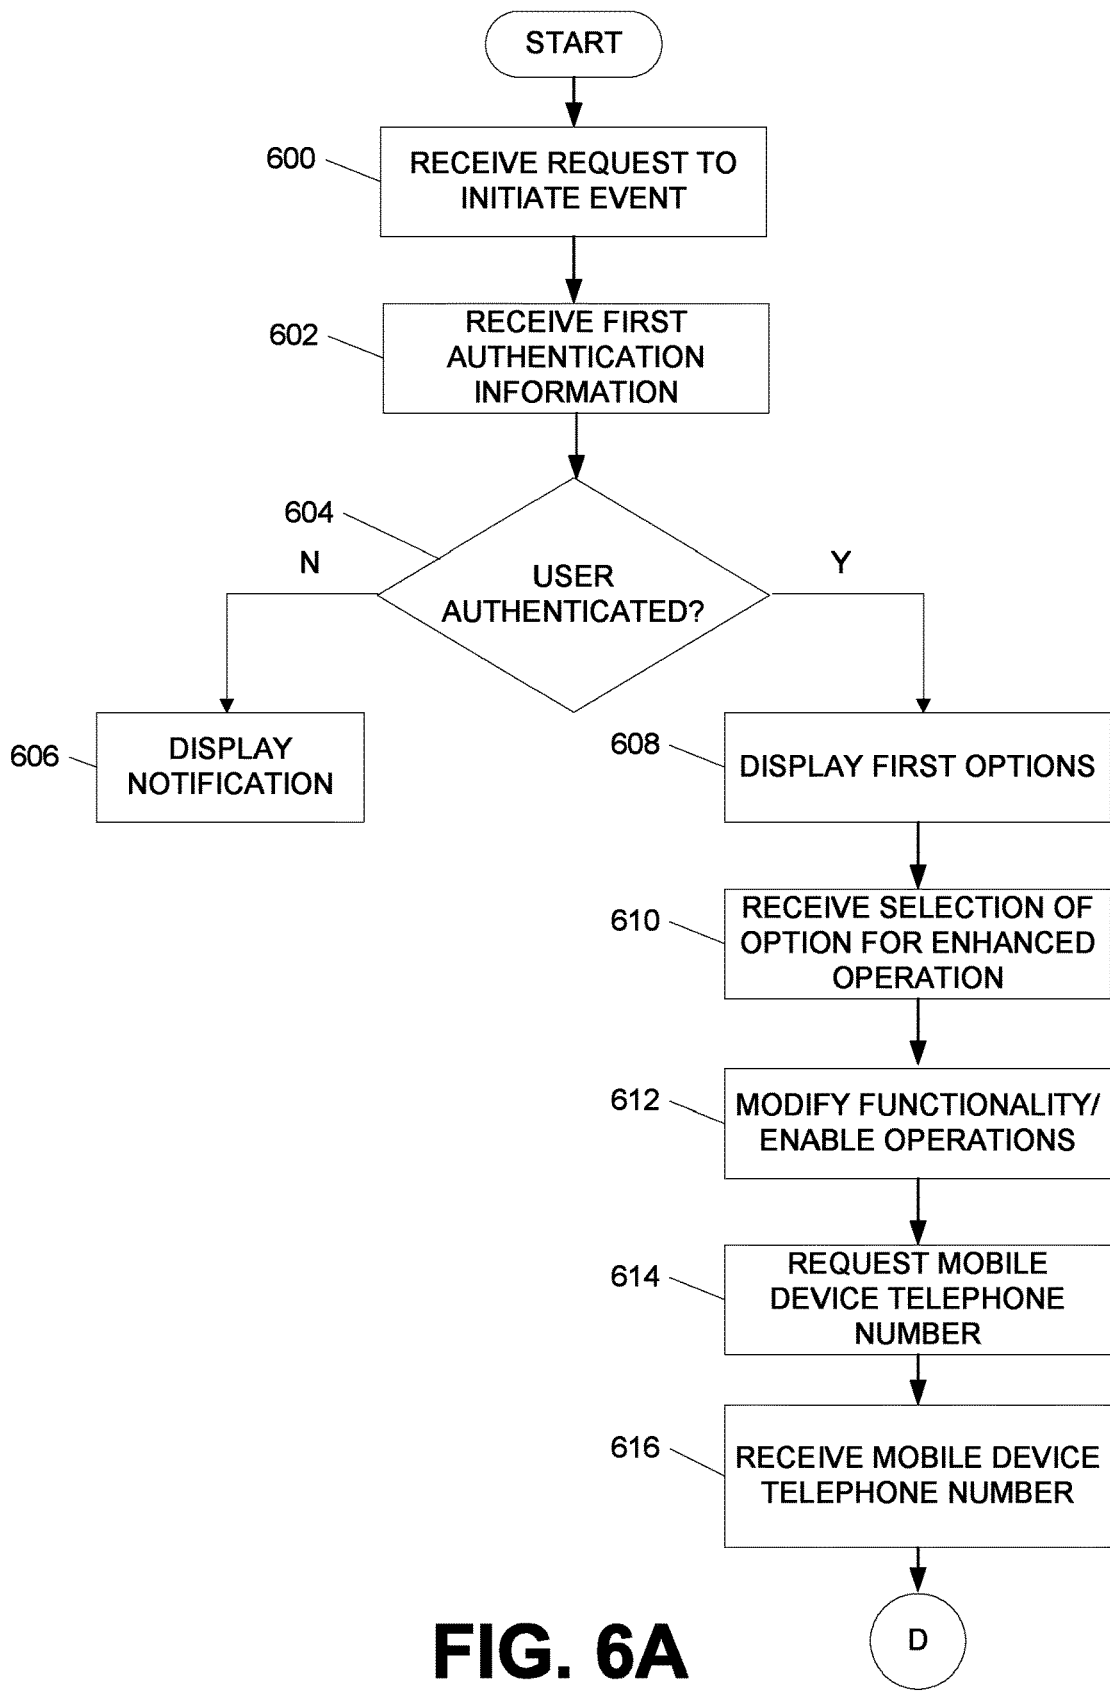 START
600
RECEIVE REQUEST TO
INITIATE EVENT
602
RECEIVE FIRST
AUTHENTICATION
INFORMATION
604
N
Y
USER
AUTHENTICATED?
606
DISPLAY
NOTIFICATION
608
DISPLAY FIRST OPTIONS
610
RECEIVE SELECTION OF
OPTION FOR ENHANCED
OPERATION
612
MODIFY FUNCTIONALITY/
ENABLE OPERATIONS
614
REQUEST MOBILE
DEVICE TELEPHONE
NUMBER
616
RECEIVE MOBILE DEVICE
TELEPHONE NUMBER
D
FIG. 6A